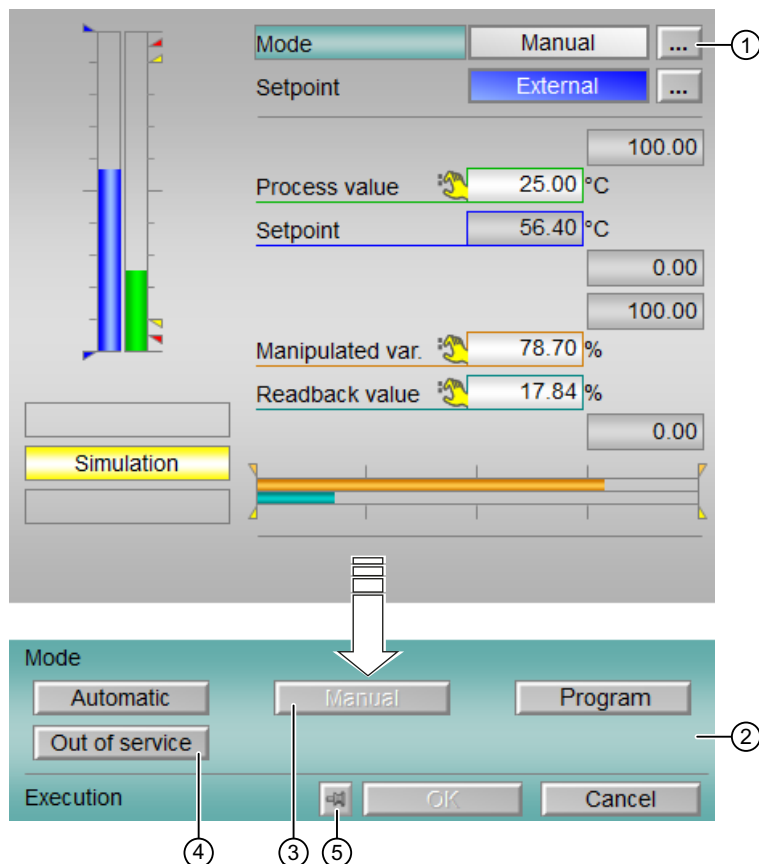 Mode Manual ... 1
Setpoint External ...
100.00
Process value 25.00 °C
Setpoint 56.40 °C
0.00
100.00
Manipulated var. 78.70 %
Readback value 17.84 %
0.00
Simulation
Mode
Automatic Manual Program
Out of service 2
Execution OK Cancel
4 3 5